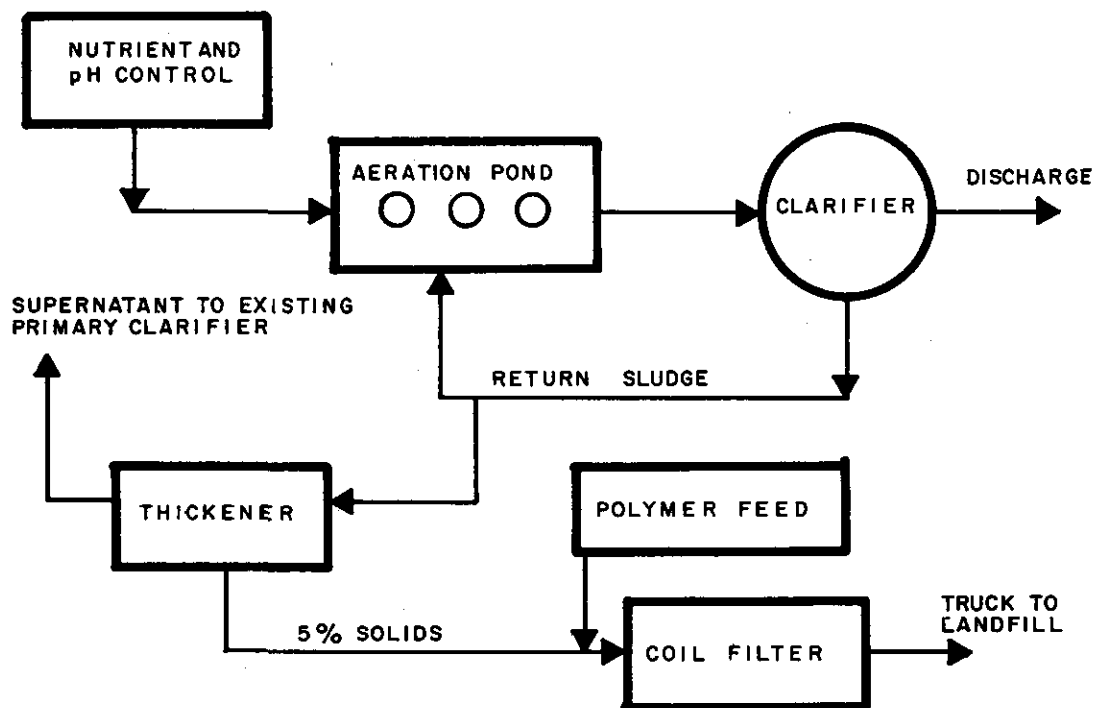 NUTRIENT AND
pH CONTROL
AERATION POND
CLARIFIER
DISCHARGE
SUPERNATANT TO EXISTING
PRIMARY CLARIFIER
RETURN SLUDGE
THICKENER
POLYMER FEED
5% SOLIDS
COIL FILTER
TRUCK TO
LANDFILL